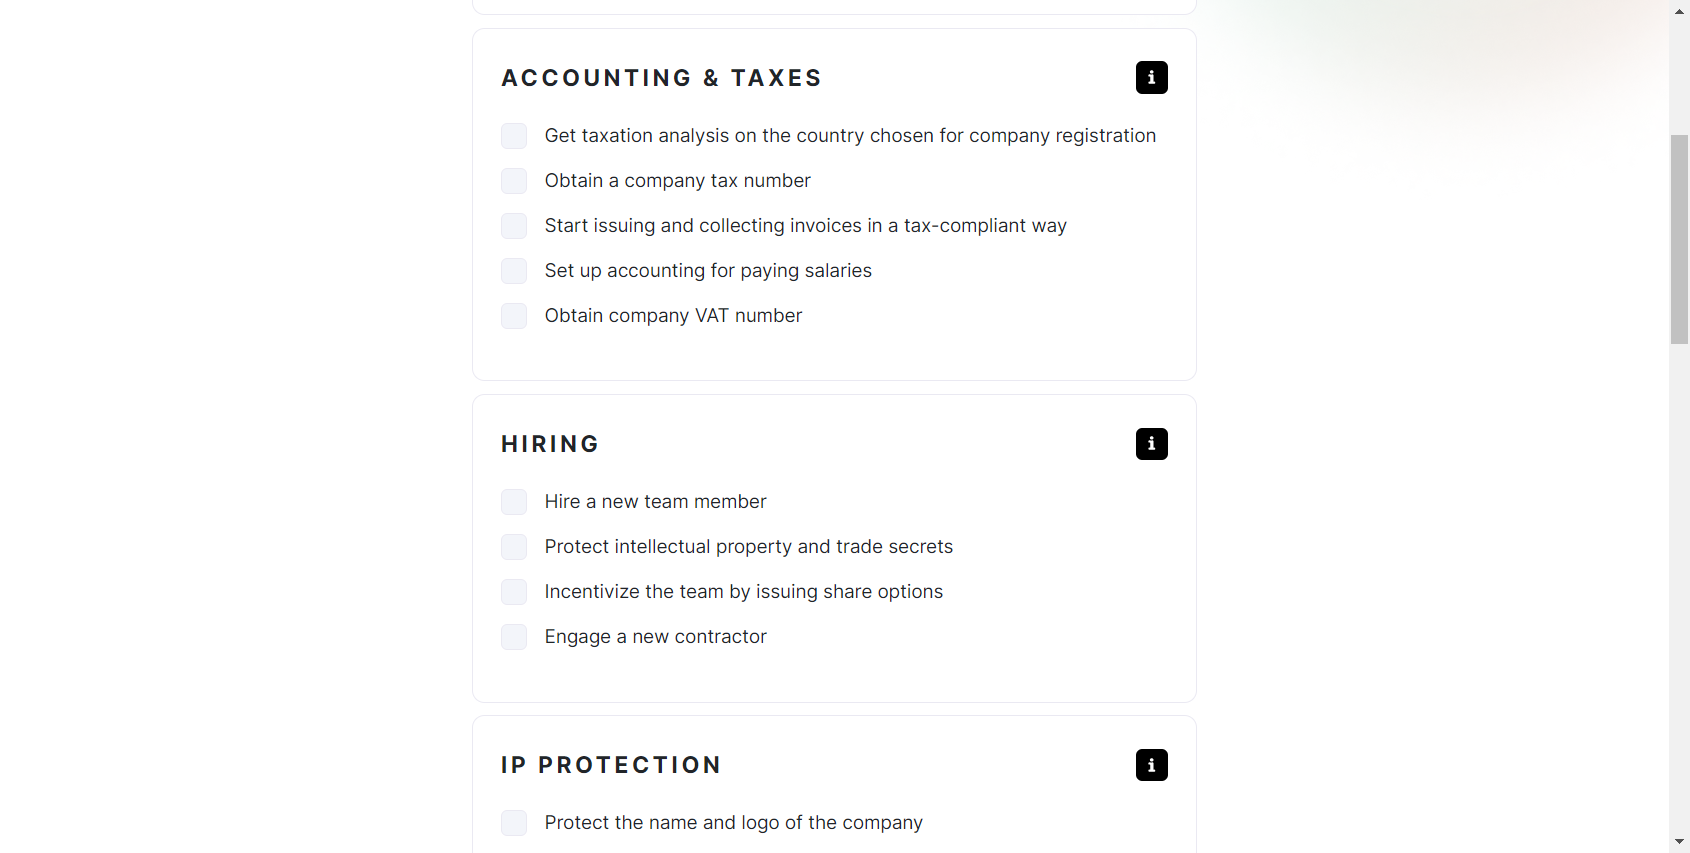 ACCOUNTING & TAXES
Get taxation analysis on the country chosen for company registration
Obtain a company tax number
Start issuing and collecting invoices in a tax-compliant way
Set up accounting for paying salaries
Obtain company VAT number
HIRING
Hire a new team member
Protect intellectual property and trade secrets
Incentivize the team by issuing share options
Engage a new contractor
IP PROTECTION
Protect the name and logo of the company